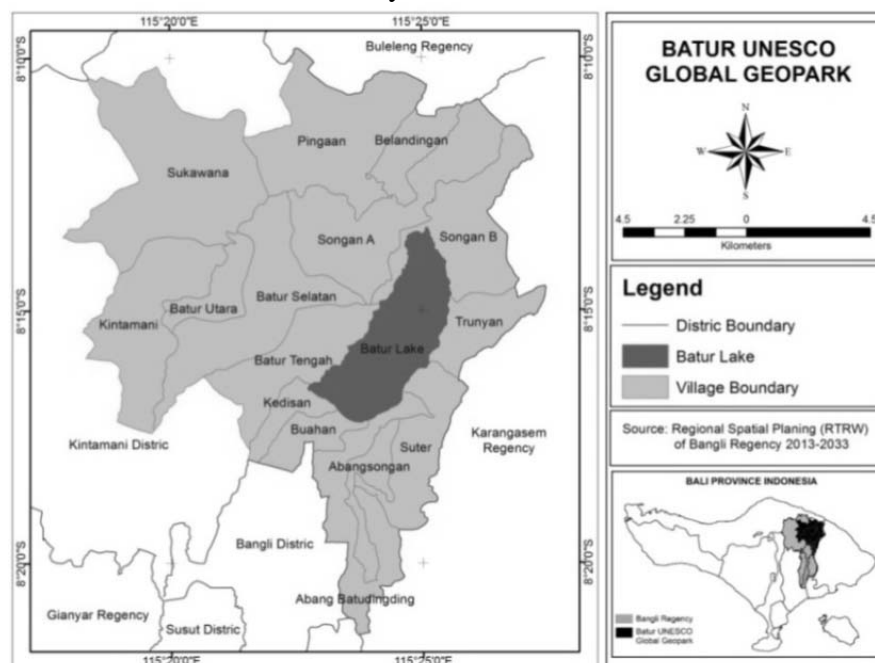 115°20'0"E
115°25'0"E
8°10'0"S
8°10'0"S
Buleleng Regency
Pingaan
Belandingan
Sukawana
Songan A
Songan B
Batur Selatan
Batur Utara
8°15'0"S
8°15'0"S
Kintamani
Trunyan
Batur Lake
Batur Tengah
Kedisan
Buahan
Suter
Karangasem
Regency
Kintamani Distric
Abangsongan
Bangli Distric
8°20'0"S
8°20'0"S
Abang Batudingding
Gianyar Regency
Susut Distric
115°20'0"E
115°25'0"E
BATUR UNESCO
GLOBAL GEOPARK
N
W
E
S
4.5 2.25 0 4.5
Kilometers
Legend
Distric Boundary
Batur Lake
Village Boundary
Source: Regional Spatial Planing (RTRW)
of Bangli Regency 2013-2033
BALI PROVINCE INDONESIA
Bangli Regency
Batur UNESCO
Global Geopark